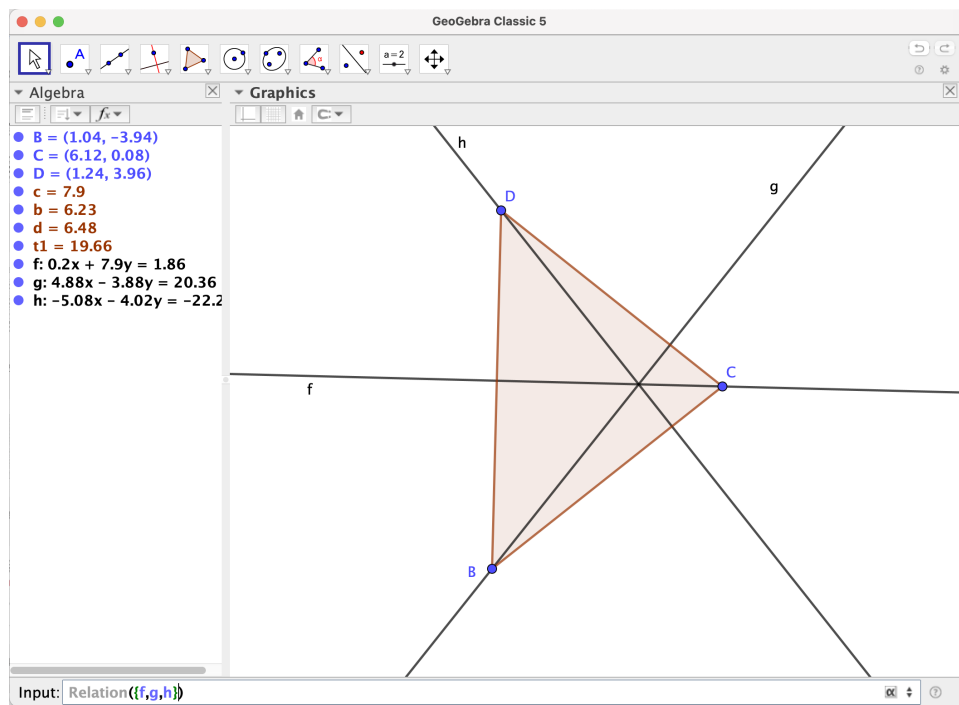 GeoGebra Classic 5
A
α
a = 2
Algebra
Graphics
fx
B = (1.04, −3.94)
C = (6.12, 0.08)
D = (1.24, 3.96)
c = 7.9
b = 6.23
d = 6.48
t1 = 19.66
f: 0.2x + 7.9y = 1.86
g: 4.88x − 3.88y = 20.36
h: −5.08x − 4.02y = −22.2
h
g
D
C
f
B
Input: Relation({f,g,h}) α